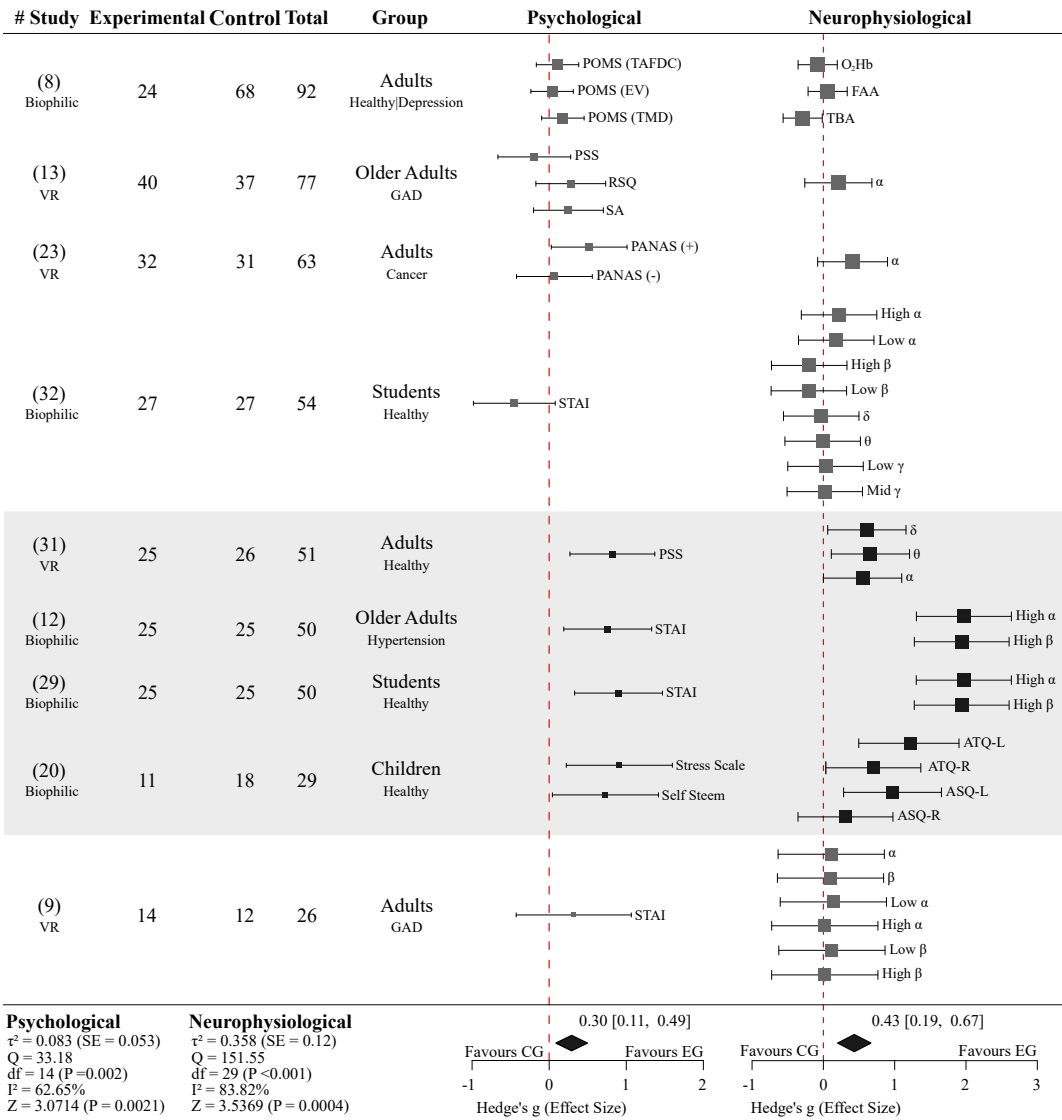 # Study Experimental Control Total Group Psychological Neurophysiological
(8)
Biophilic
24 68 92
Adults
Healthy|Depression
POMS (TAFDC)
POMS (EV)
POMS (TMD)
O₂Hb
FAA
TBA
(13)
VR
40 37 77
Older Adults
GAD
PSS
RSQ
SA
α
(23)
VR
32 31 63
Adults
Cancer
PANAS (+)
PANAS (-)
α
(32)
Biophilic
27 27 54
Students
Healthy
STAI
High α
Low α
High β
Low β
δ
θ
Low γ
Mid γ
(31)
VR
25 26 51
Adults
Healthy
PSS
δ
θ
α
(12)
Biophilic
25 25 50
Older Adults
Hypertension
STAI
High α
High β
(29)
Biophilic
25 25 50
Students
Healthy
STAI
High α
High β
(20)
Biophilic
11 18 29
Children
Healthy
Stress Scale
Self Steem
ATQ-L
ATQ-R
ASQ-L
ASQ-R
(9)
VR
14 12 26
Adults
GAD
STAI
α
β
Low α
High α
Low β
High β
Psychological
τ² = 0.083 (SE = 0.053)
Q = 33.18
df = 14 (P =0.002)
I² = 62.65%
Z = 3.0714 (P = 0.0021)
Neurophysiological
τ² = 0.358 (SE = 0.12)
Q = 151.55
df = 29 (P <0.001)
I² = 83.82%
Z = 3.5369 (P = 0.0004)
0.30 [0.11, 0.49]
Favours CG Favours EG
-1 0 1 2
Hedge's g (Effect Size)
0.43 [0.19, 0.67]
Favours CG Favours EG
-1 0 1 2 3
Hedge's g (Effect Size)